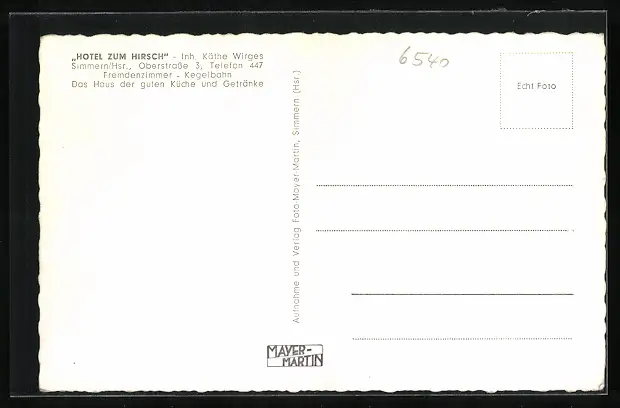 „HOTEL ZUM HIRSCH" - Inh. Käthe Wirges
Simmern/Hsr., Oberstraße 3, Telefon 447
Fremdenzimmer - Kegelbahn
Das Haus der guten Küche und Getränke
6540
Echt Foto
Aufnahme und Verlag Foto-Mayer-Martin, Simmern (Hsr.)
MAYER-
MARTIN